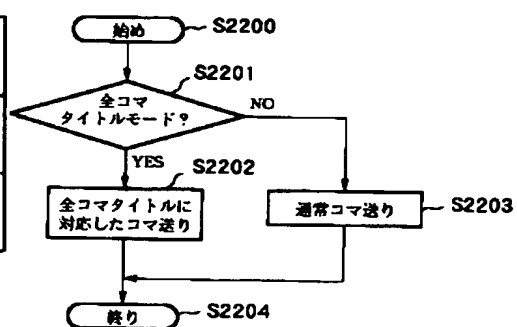 始め
S2200
S2201
全コマ
タイトルモード？
NO
YES
S2202
全コマタイトルに
対応したコマ送り
通常コマ送り
S2203
終り
S2204